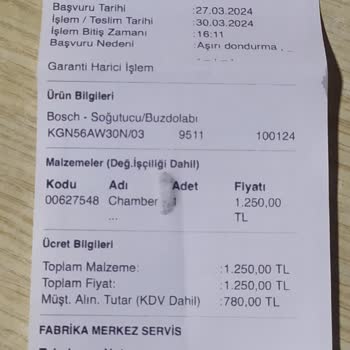 Başvuru Tarihi :27.03.2024
İşlem / Teslim Tarihi :30.03.2024
İşlem Bitiş Zamanı :16:11
Başvuru Nedeni :Aşırı dondurma , _
Garanti Harici İşlem
Ürün Bilgileri
Bosch - Soğutucu/Buzdolabı
KGN56AW30N/03 9511 100124
Malzemeler (Değ.İşçiliği Dahil)
Kodu Adı Adet Fiyatı
00627548 Chamber 1 1.250,00
... TL
Ücret Bilgileri
Toplam Malzeme: :1.250,00 TL
Toplam Fiyat: :1.250,00 TL
Müşt. Alın. Tutar (KDV Dahil) :780,00 TL
FABRİKA MERKEZ SERVİS